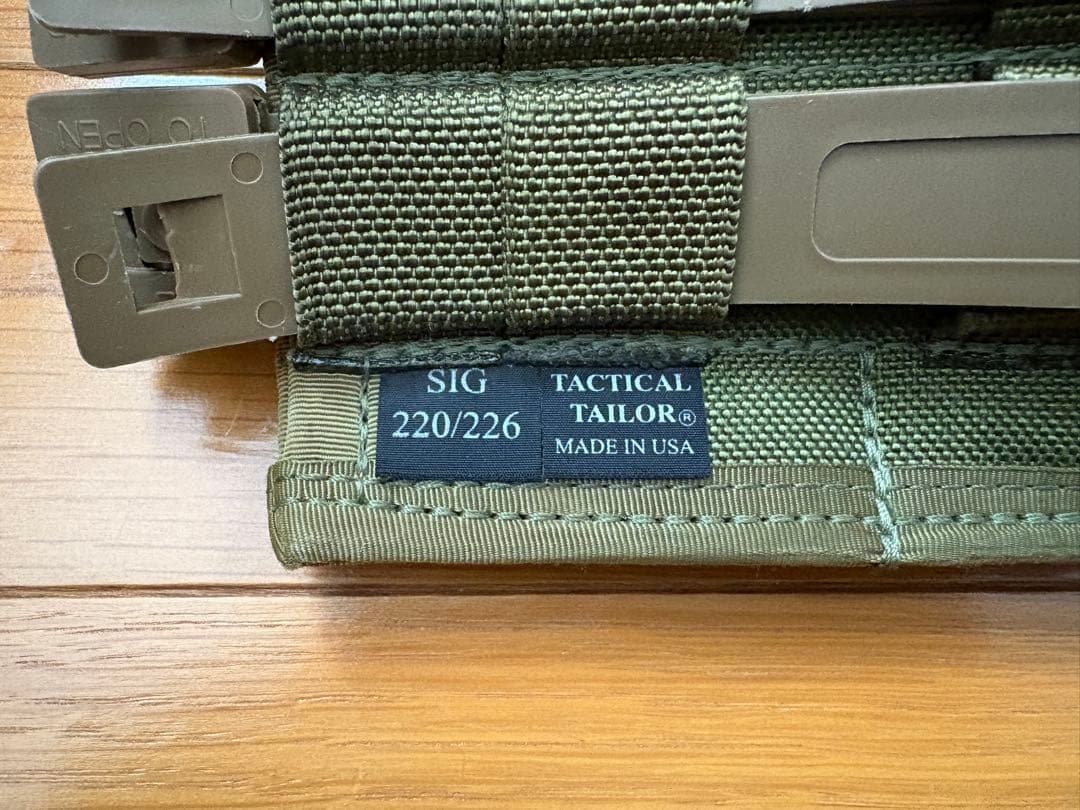 TO OPEN
SIG
220/226
TACTICAL
TAILOR®
MADE IN USA